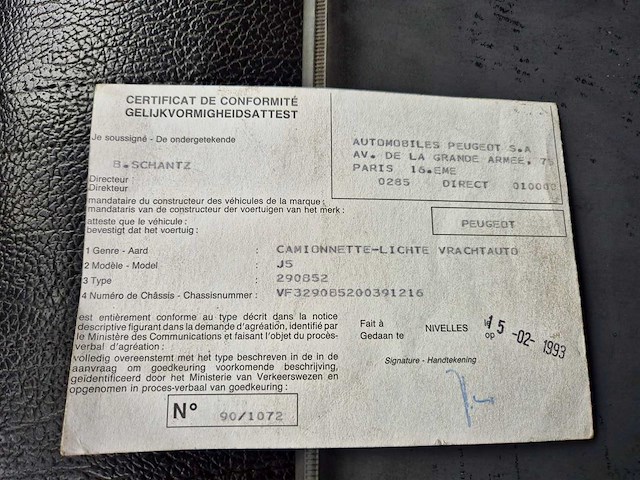 CERTIFICAT DE CONFORMITÉ
GELIJKVORMIGHEIDSATTEST
Je soussigné - De ondergetekende
B.SCHANTZ
Directeur :
Direkteur
AUTOMOBILES PEUGEOT S.A
AV. DE LA GRANDE ARMEE, 75
PARIS 16.EME
0285 DIRECT 010002
mandataire du constructeur des véhicules de la marque:
mandataris van de constructeur der voertuigen van het merk :
PEUGEOT
atteste que le véhicule:
bevestigt dat het voertuig :
1 Genre - Aard : CAMIONNETTE-LICHTE VRACHTAUTO
2 Modèle - Model : J5
3 Type : 290852
4 Numéro de Châssis - Chassisnummer : VF329085200391216
est entièrement conforme au type décrit dans la notice
descriptive figurant dans la demande d'agréation, identifié par
le Ministère des Communications et faisant l'objet du procès-
verbal d'agréation :
volledig overeenstemt met het type beschreven in de in de
aanvraag om goedkeuring voorkomende beschrijving,
geïdentificeerd door het Ministerie van Verkeerswezen en
opgenomen in proces-verbaal van goedkeuring :
N° 90/1072
Fait à
Gedaan te
NIVELLES
le
op
15 -02- 1993
Signature - Handtekening